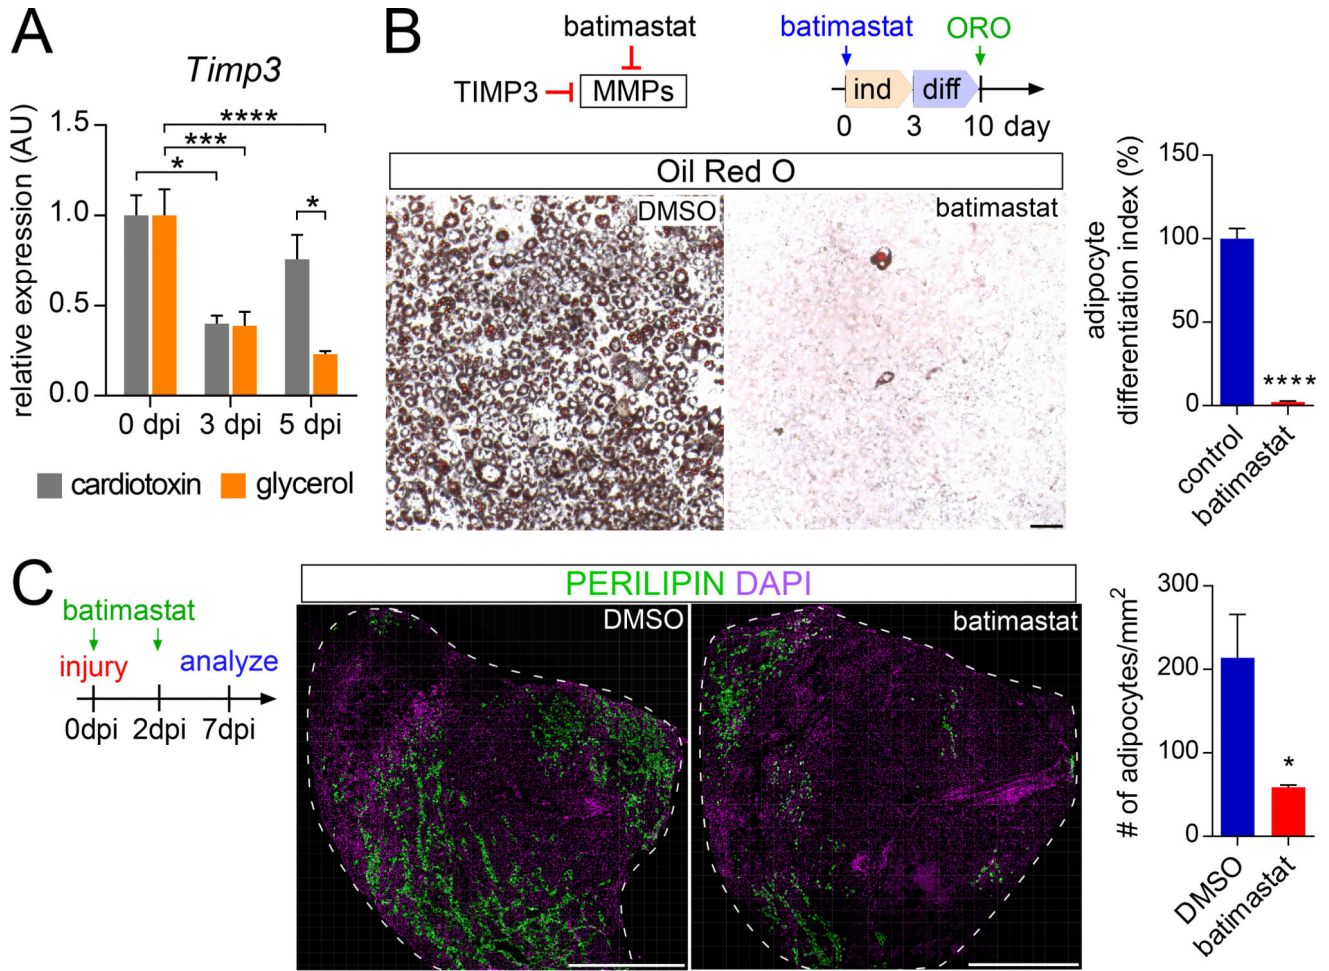 A
Timp3
relative expression (AU)
1.5
1.0
0.5
0.0
****
***
*
*
0 dpi 3 dpi 5 dpi
cardiotoxin glycerol
B
batimastat
TIMP3 MMPs
batimastat ORO
ind diff
0 3 10 day
Oil Red O
DMSO
batimastat
adipocyte
differentiation index (%)
150
100
50
0
****
control
batimastat
C
batimastat
injury analyze
0dpi 2dpi 7dpi
PERILIPIN DAPI
DMSO
batimastat
# of adipocytes/mm²
300
200
100
0
*
DMSO
batimastat